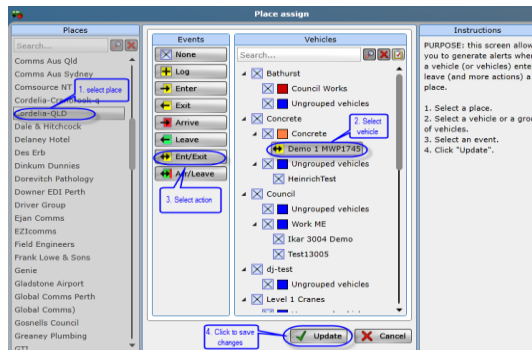 Place assign
Places
Search...
Comms Aus Qld
Comms Aus Sydney
Comsource NT
Cordelia-Cranbrook-q
Cordelia-QLD
Dale & Hitchcock
Delaney Hotel
Des Erb
Dinkum Dunnies
Dorevitch Pathology
Downer EDI Perth
Driver Group
Ejan Comms
EZIcomms
Field Engineers
Frank Lowe & Sons
Genie
Gladstone Airport
Global Comms Perth
Global Comms)
Gosnells Council
Greaney Plumbing
GTI
1. select place
Events
None
Log
Enter
Exit
Arrive
Leave
Ent/Exit
Arr/Leave
3. Select action
Vehicles
Search...
Bathurst
Council Works
Ungrouped vehicles
Concrete
Concrete
Demo 1 MWP1745
Ungrouped vehicles
HeinrichTest
Council
Ungrouped vehicles
Work ME
Ikar 3004 Demo
Test13005
dj-test
Ungrouped vehicles
Level 1 Cranes
2. Select
vehicle
4. Click to save
changes
Update
Cancel
Instructions
PURPOSE: this screen allow
you to generate alerts when
a vehicle (or vehicles) ente
leave (and more actions) a
place.
1. Select a place.
2. Select a vehicle or a grou
of vehicles.
3. Select an event.
4. Click "Update".